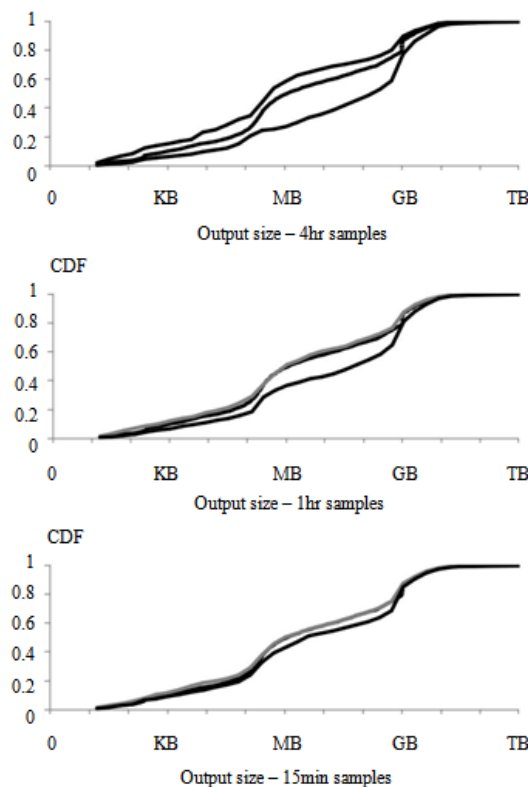 1
0.8
0.6
0.4
0.2
0
0 KB MB GB TB
Output size – 4hr samples
CDF
1
0.8
0.6
0.4
0.2
0
0 KB MB GB TB
Output size – 1hr samples
CDF
1
0.8
0.6
0.4
0.2
0
0 KB MB GB TB
Output size – 15min samples